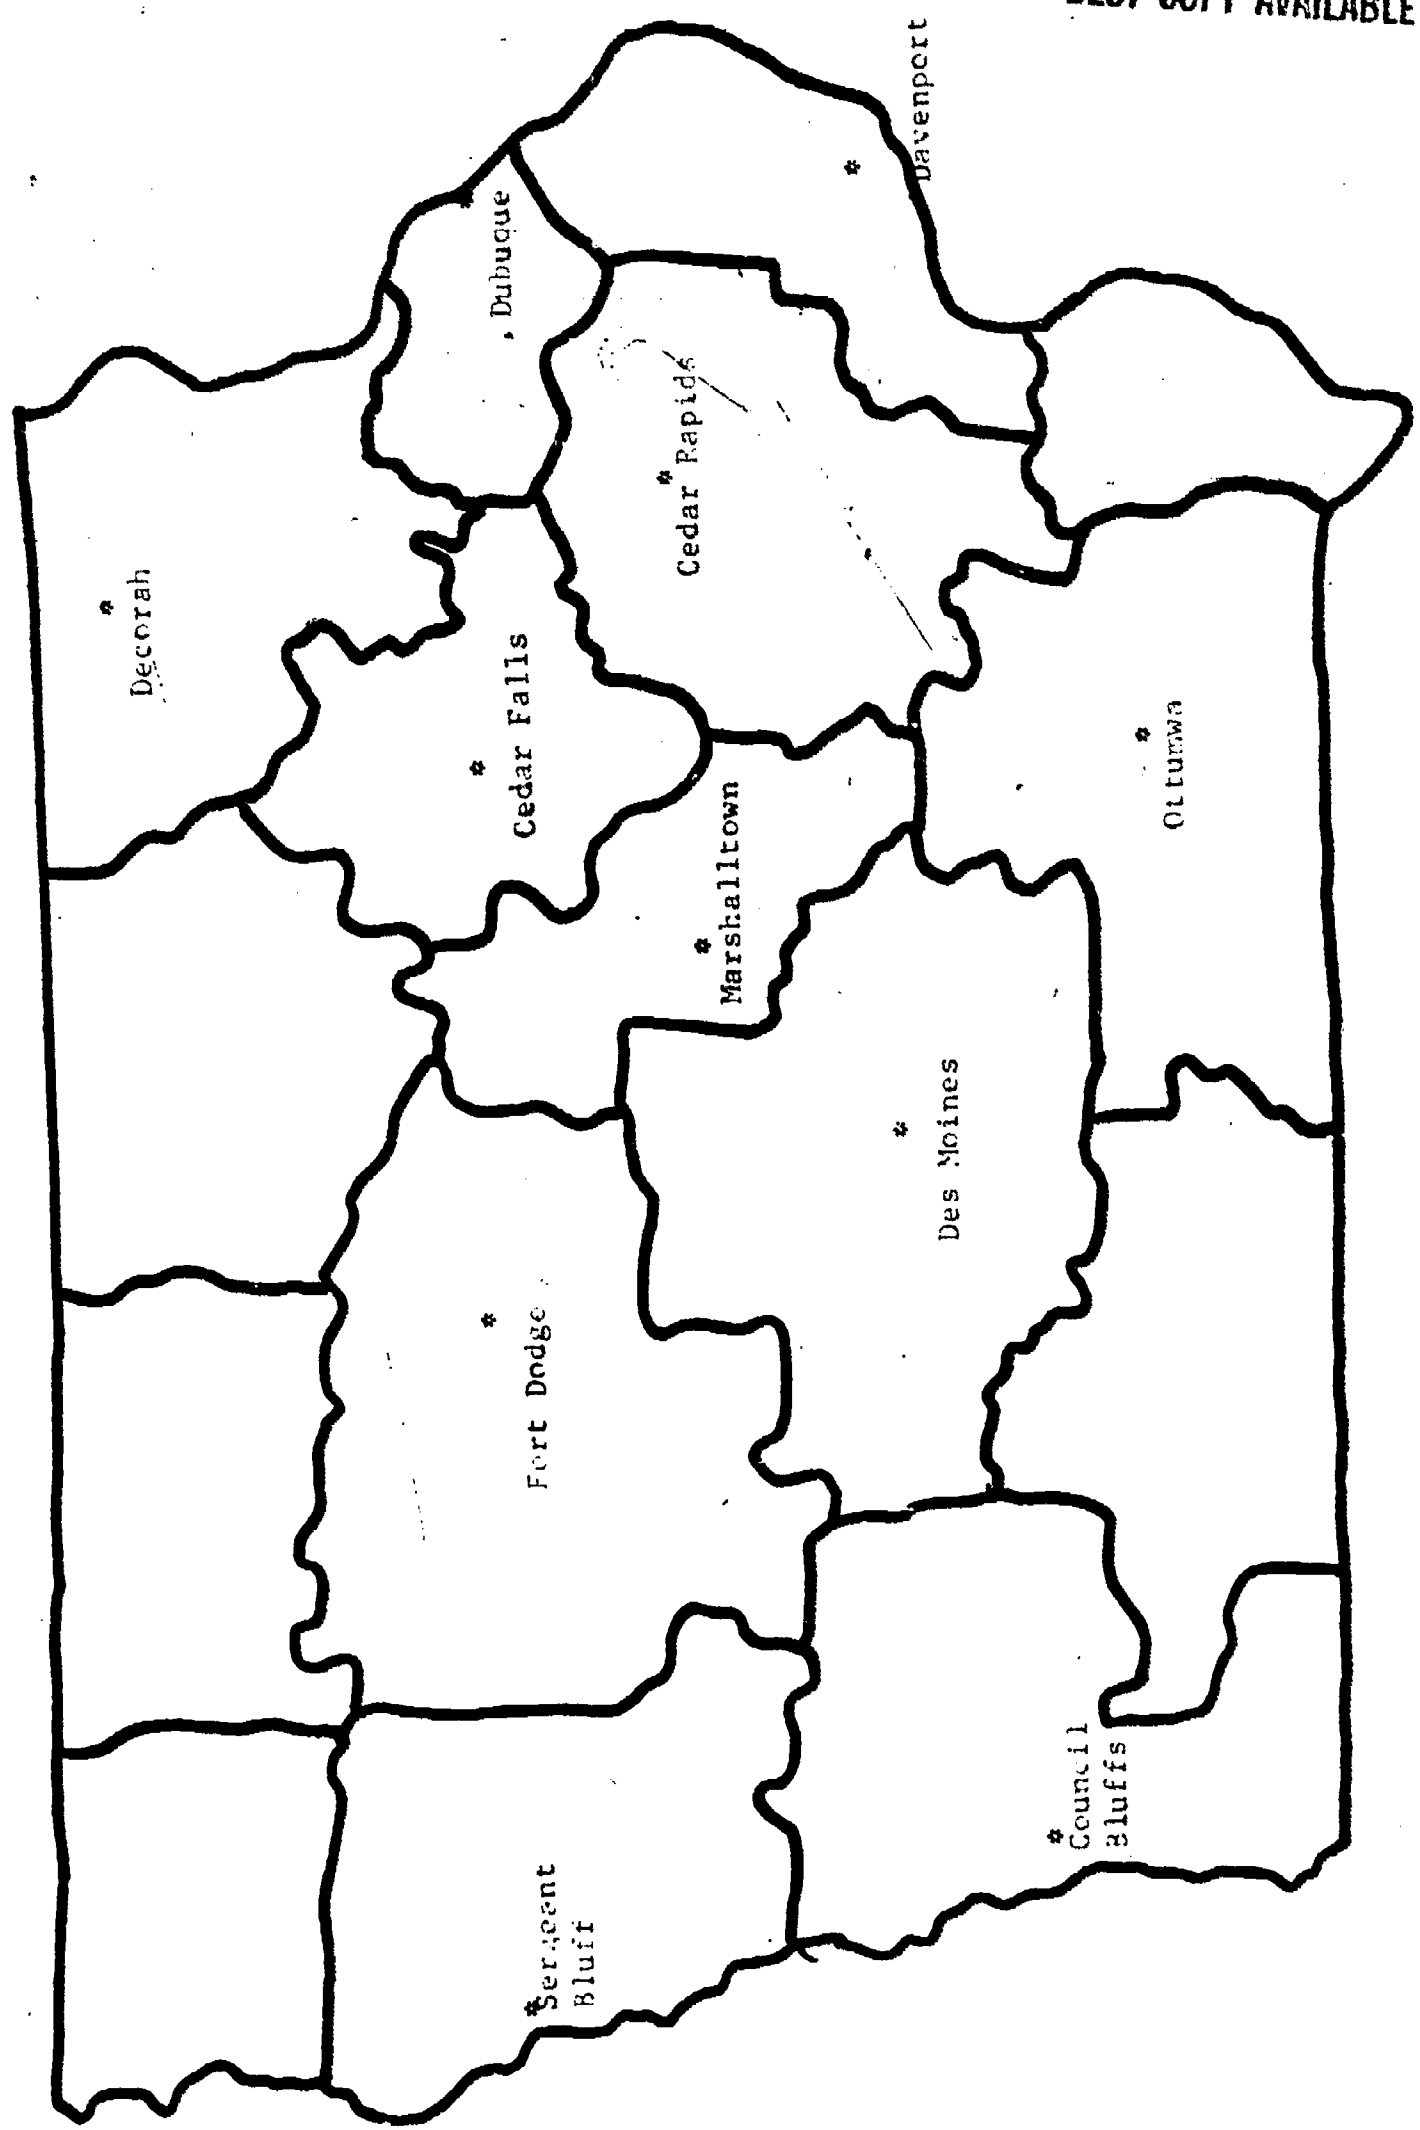 BEST COPY AVAILABLE
* Decorah
* Dubuque
* Davenport
* Cedar Falls
* Cedar Rapids
* Marshalltown
* Fort Dodge
* Des Moines
* Ottumwa
* Sergeant
Bluff
* Council
Bluffs